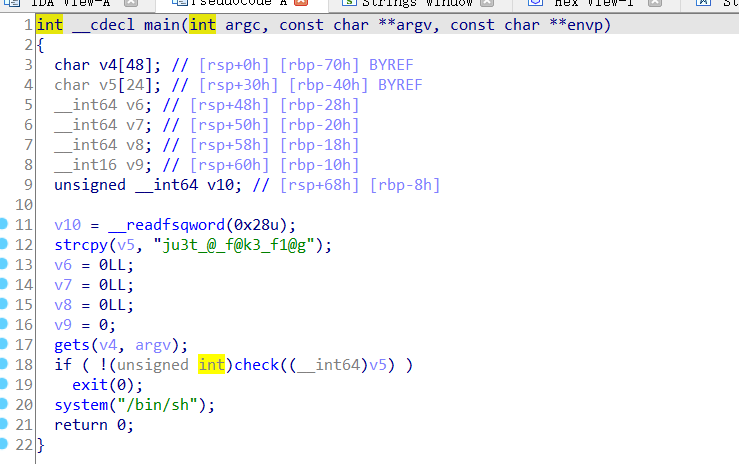 IDA View-A Pseudocode-A Strings window Hex View-1 St
1 int __cdecl main(int argc, const char **argv, const char **envp)
2 {
3 char v4[48]; // [rsp+0h] [rbp-70h] BYREF
4 char v5[24]; // [rsp+30h] [rbp-40h] BYREF
5 __int64 v6; // [rsp+48h] [rbp-28h]
6 __int64 v7; // [rsp+50h] [rbp-20h]
7 __int64 v8; // [rsp+58h] [rbp-18h]
8 __int16 v9; // [rsp+60h] [rbp-10h]
9 unsigned __int64 v10; // [rsp+68h] [rbp-8h]
10
11 v10 = __readfsqword(0x28u);
12 strcpy(v5, "ju3t_@_f@k3_f1@g");
13 v6 = 0LL;
14 v7 = 0LL;
15 v8 = 0LL;
16 v9 = 0;
17 gets(v4, argv);
18 if ( !(unsigned int)check((__int64)v5) )
19 exit(0);
20 system("/bin/sh");
21 return 0;
22 }